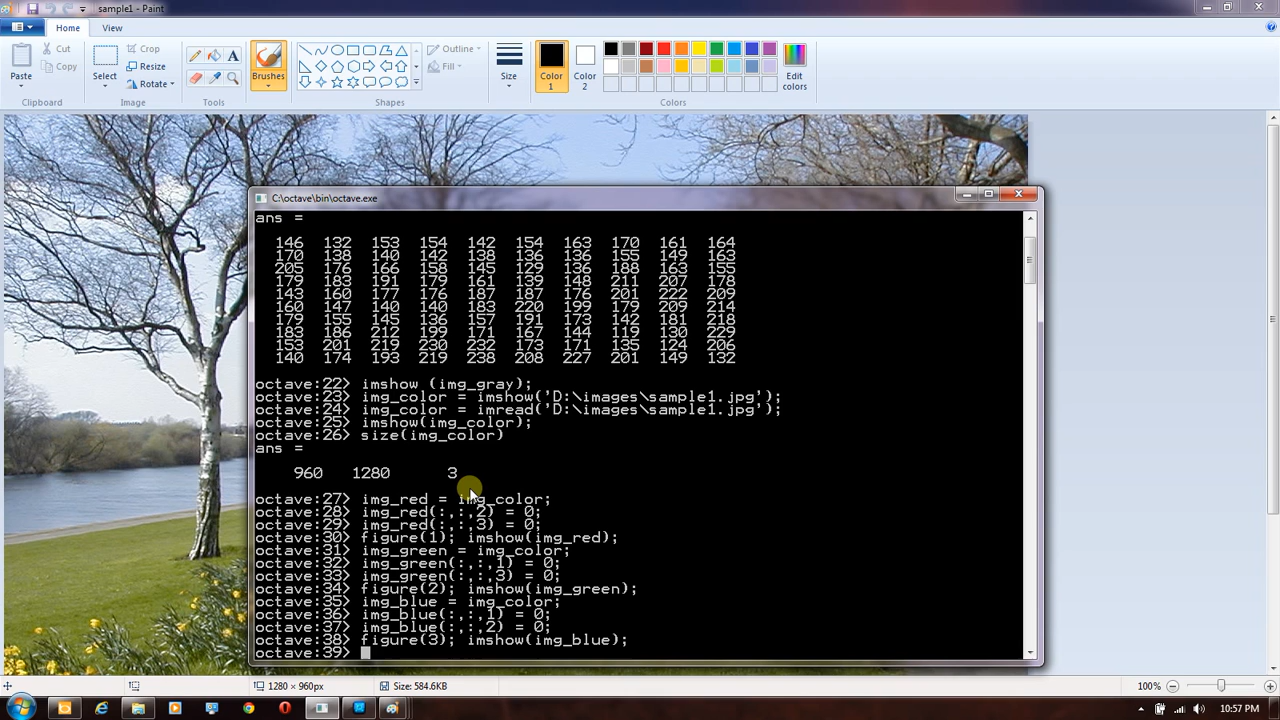 sample1 - Paint
Home View
Paste
Cut
Copy
Clipboard
Select
Crop
Resize
Rotate
Image
Tools
Brushes
Shapes
Outline
Fill
Size
Color 1
Color 2
Colors
Edit colors
C:\octave\bin\octave.exe
ans =
146 132 153 154 142 154 163 170 161 164
170 138 140 142 138 136 136 155 149 163
205 176 166 158 145 129 136 188 163 155
179 183 191 179 161 139 148 211 207 178
143 160 177 176 187 187 176 201 222 209
160 147 140 140 183 220 199 179 209 214
179 155 145 136 157 191 173 142 181 218
183 186 212 199 171 167 144 119 130 229
153 201 219 230 232 173 171 135 124 206
140 174 193 219 238 208 227 201 149 132
octave:22> imshow (img_gray);
octave:23> img_color = imshow('D:\images\sample1.jpg');
octave:24> img_color = imread('D:\images\sample1.jpg');
octave:25> imshow(img_color);
octave:26> size(img_color)
ans =
960 1280 3
octave:27> img_red = img_color;
octave:28> img_red(:,:,2) = 0;
octave:29> img_red(:,:,3) = 0;
octave:30> figure(1); imshow(img_red);
octave:31> img_green = img_color;
octave:32> img_green(:,:,1) = 0;
octave:33> img_green(:,:,3) = 0;
octave:34> figure(2); imshow(img_green);
octave:35> img_blue = img_color;
octave:36> img_blue(:,:,1) = 0;
octave:37> img_blue(:,:,2) = 0;
octave:38> figure(3); imshow(img_blue);
octave:39>
1280 × 960px
Size: 584.6KB
100%
10:57 PM